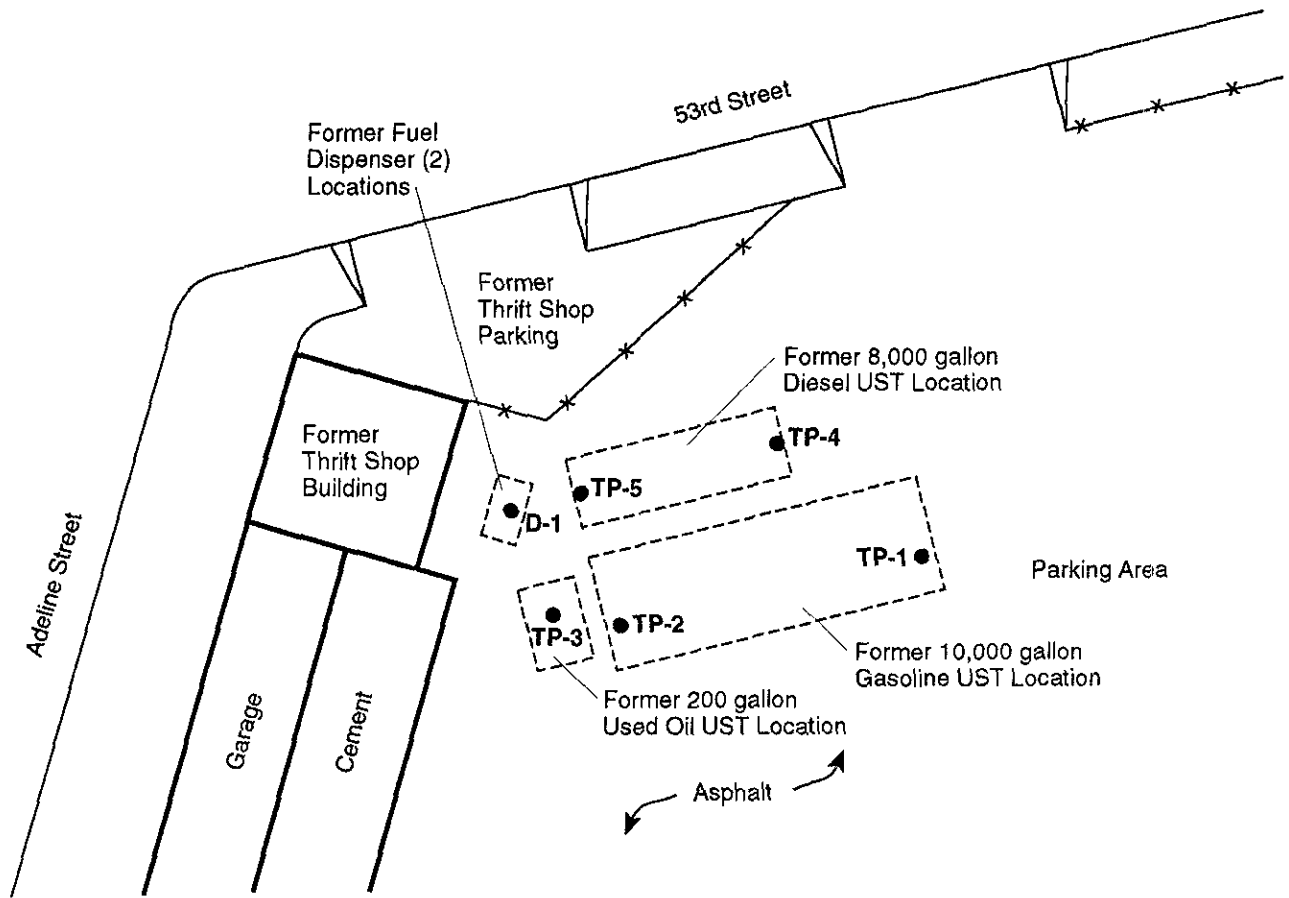 53rd Street
Former Fuel
Dispenser (2)
Locations
Former
Thrift Shop
Parking
Former 8,000 gallon
Diesel UST Location
Former
Thrift Shop
Building
TP-4
TP-5
D-1
TP-1
Parking Area
TP-3
TP-2
Former 10,000 gallon
Gasoline UST Location
Former 200 gallon
Used Oil UST Location
Adeline Street
Garage
Cement
Asphalt